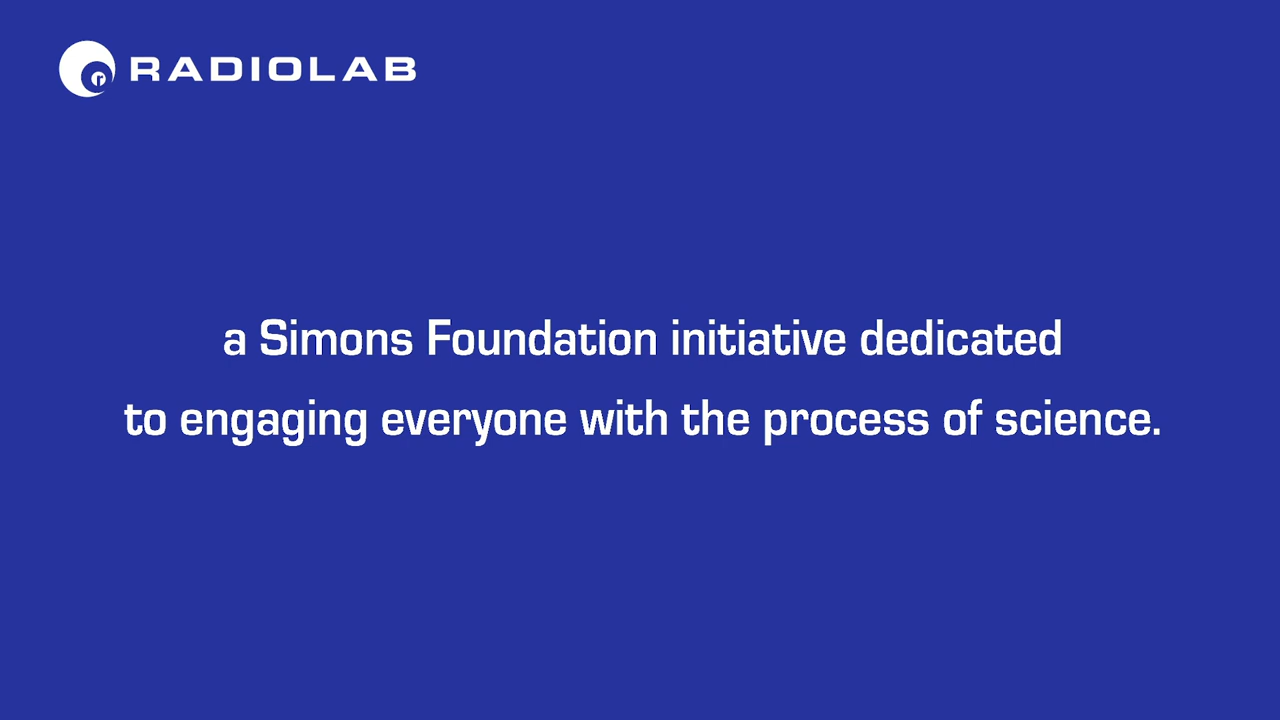 RADIOLAB
a Simons Foundation initiative dedicated
to engaging everyone with the process of science.